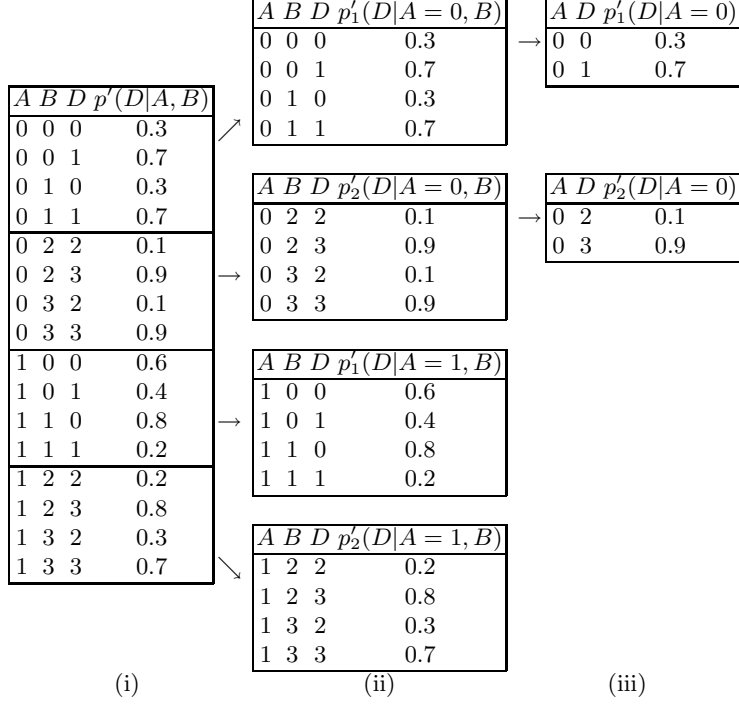 A B D p′(D|A, B)
0 0 0 0.3
0 0 1 0.7
0 1 0 0.3
0 1 1 0.7
0 2 2 0.1
0 2 3 0.9
0 3 2 0.1
0 3 3 0.9
1 0 0 0.6
1 0 1 0.4
1 1 0 0.8
1 1 1 0.2
1 2 2 0.2
1 2 3 0.8
1 3 2 0.3
1 3 3 0.7
(i)
A B D p′₁(D|A = 0, B)
0 0 0 0.3
0 0 1 0.7
0 1 0 0.3
0 1 1 0.7
A B D p′₂(D|A = 0, B)
0 2 2 0.1
0 2 3 0.9
0 3 2 0.1
0 3 3 0.9
A B D p′₁(D|A = 1, B)
1 0 0 0.6
1 0 1 0.4
1 1 0 0.8
1 1 1 0.2
A B D p′₂(D|A = 1, B)
1 2 2 0.2
1 2 3 0.8
1 3 2 0.3
1 3 3 0.7
(ii)
A D p′₁(D|A = 0)
0 0 0.3
0 1 0.7
A D p′₂(D|A = 0)
0 2 0.1
0 3 0.9
(iii)